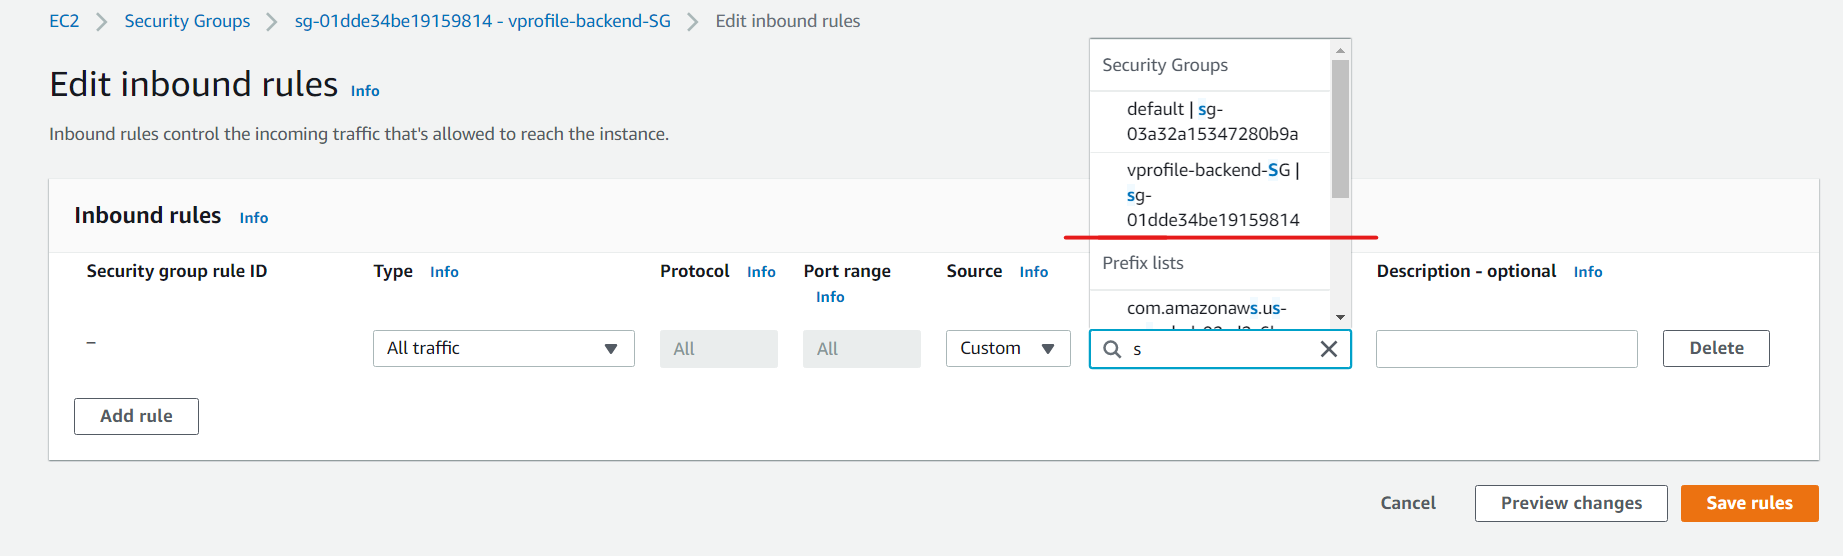 EC2 > Security Groups > sg-01dde34be19159814 - vprofile-backend-SG > Edit inbound rules
Edit inbound rules Info
Inbound rules control the incoming traffic that's allowed to reach the instance.
Security Groups
default | sg-
03a32a15347280b9a
vprofile-backend-SG |
sg-
01dde34be19159814
Prefix lists
com.amazonaws.us-
Inbound rules Info
Security group rule ID Type Info Protocol Info Port range Info Source Info Description - optional Info
– All traffic All All Custom s Delete
Add rule
Cancel Preview changes Save rules